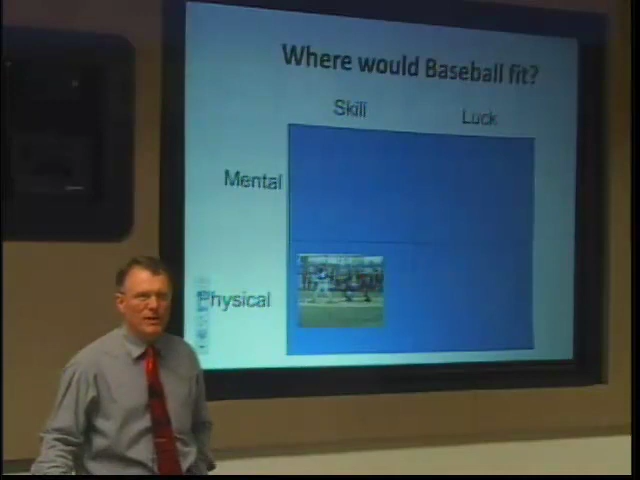 Where would Baseball fit?
Skill
Luck
Mental
Physical